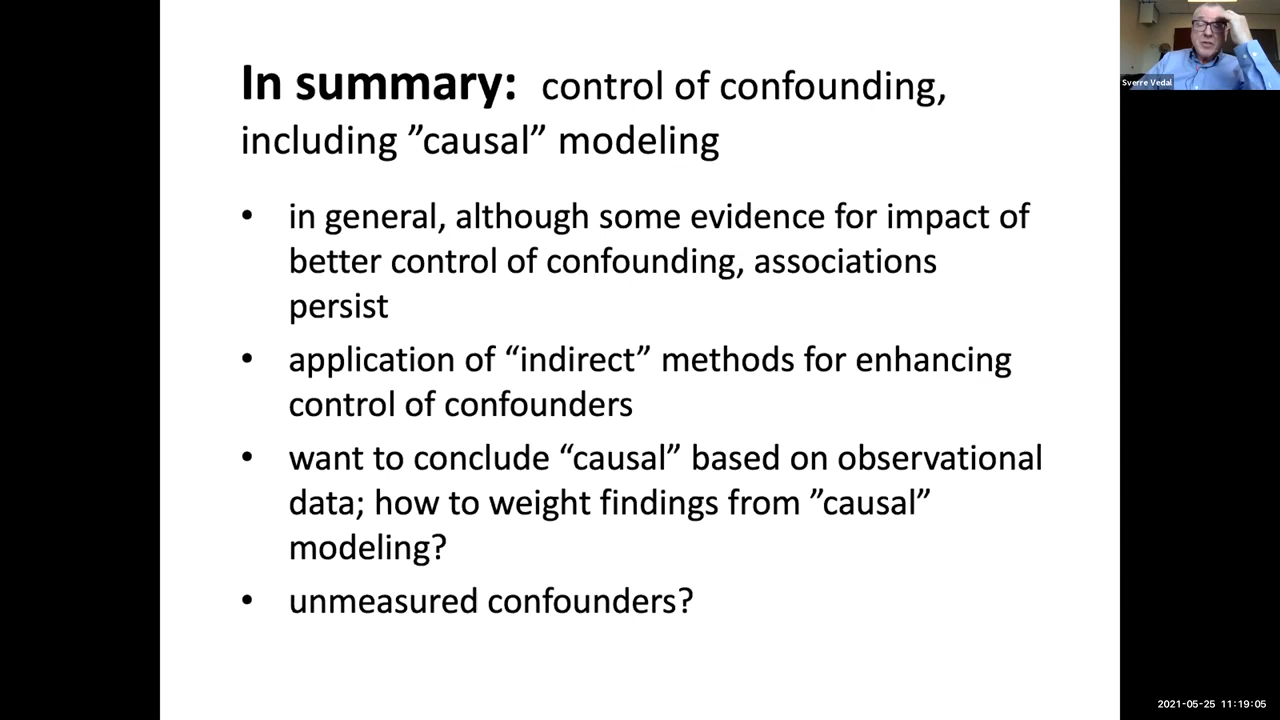 In summary: control of confounding,
including ”causal” modeling
• in general, although some evidence for impact of
better control of confounding, associations
persist
• application of “indirect” methods for enhancing
control of confounders
• want to conclude “causal” based on observational
data; how to weight findings from ”causal”
modeling?
• unmeasured confounders?
Sverre Vedal
2021-05-25 11:19:05